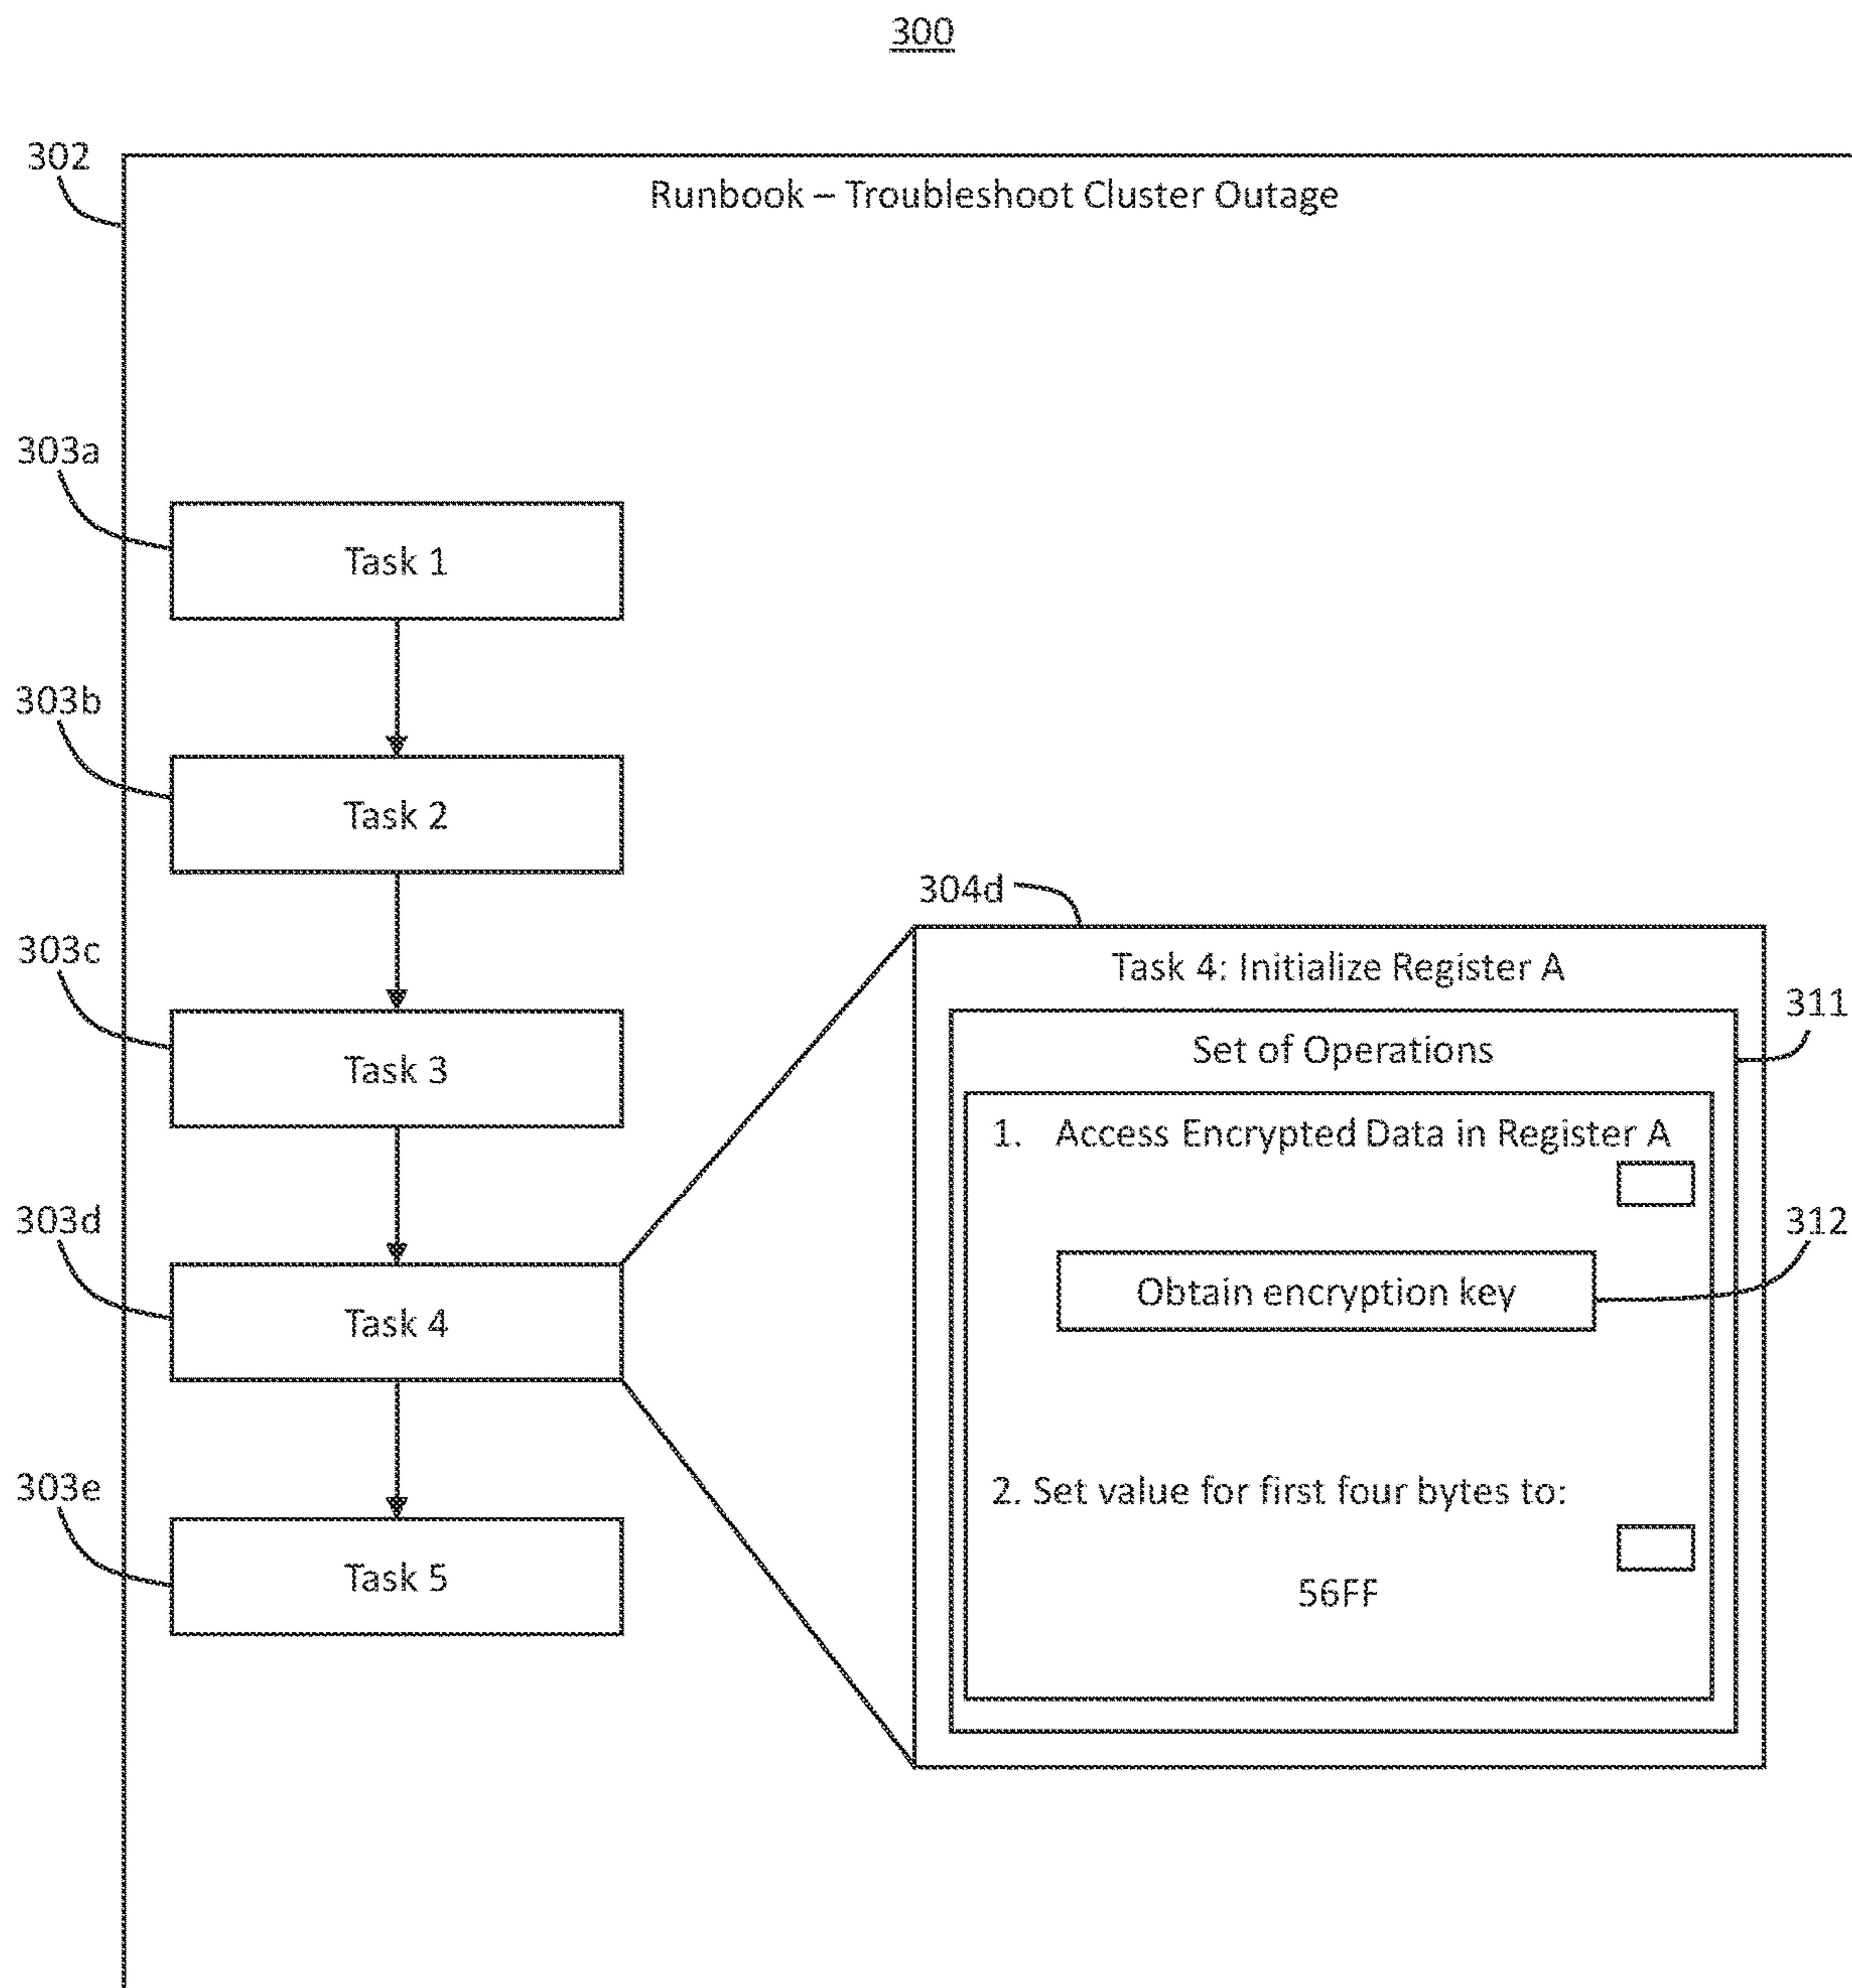 300
302
Runbook – Troubleshoot Cluster Outage
303a
Task 1
303b
Task 2
304d
303c
Task 4: Initialize Register A
311
Set of Operations
Task 3
1. Access Encrypted Data in Register A
303d
312
Obtain encryption key
Task 4
303e
2. Set value for first four bytes to:
Task 5
56FF